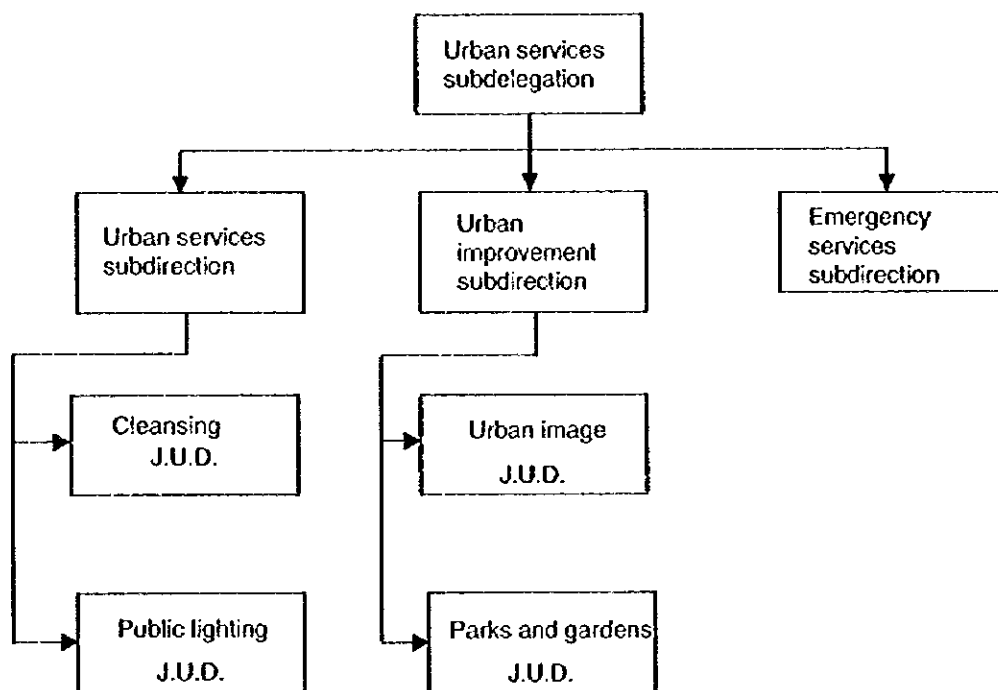 Urban services
subdelegation
Urban services
subdirection
Urban
improvement
subdirection
Emergency
services
subdirection
Cleansing
J.U.D.
Urban image
J.U.D.
Public lighting
J.U.D.
Parks and gardens
J.U.D.